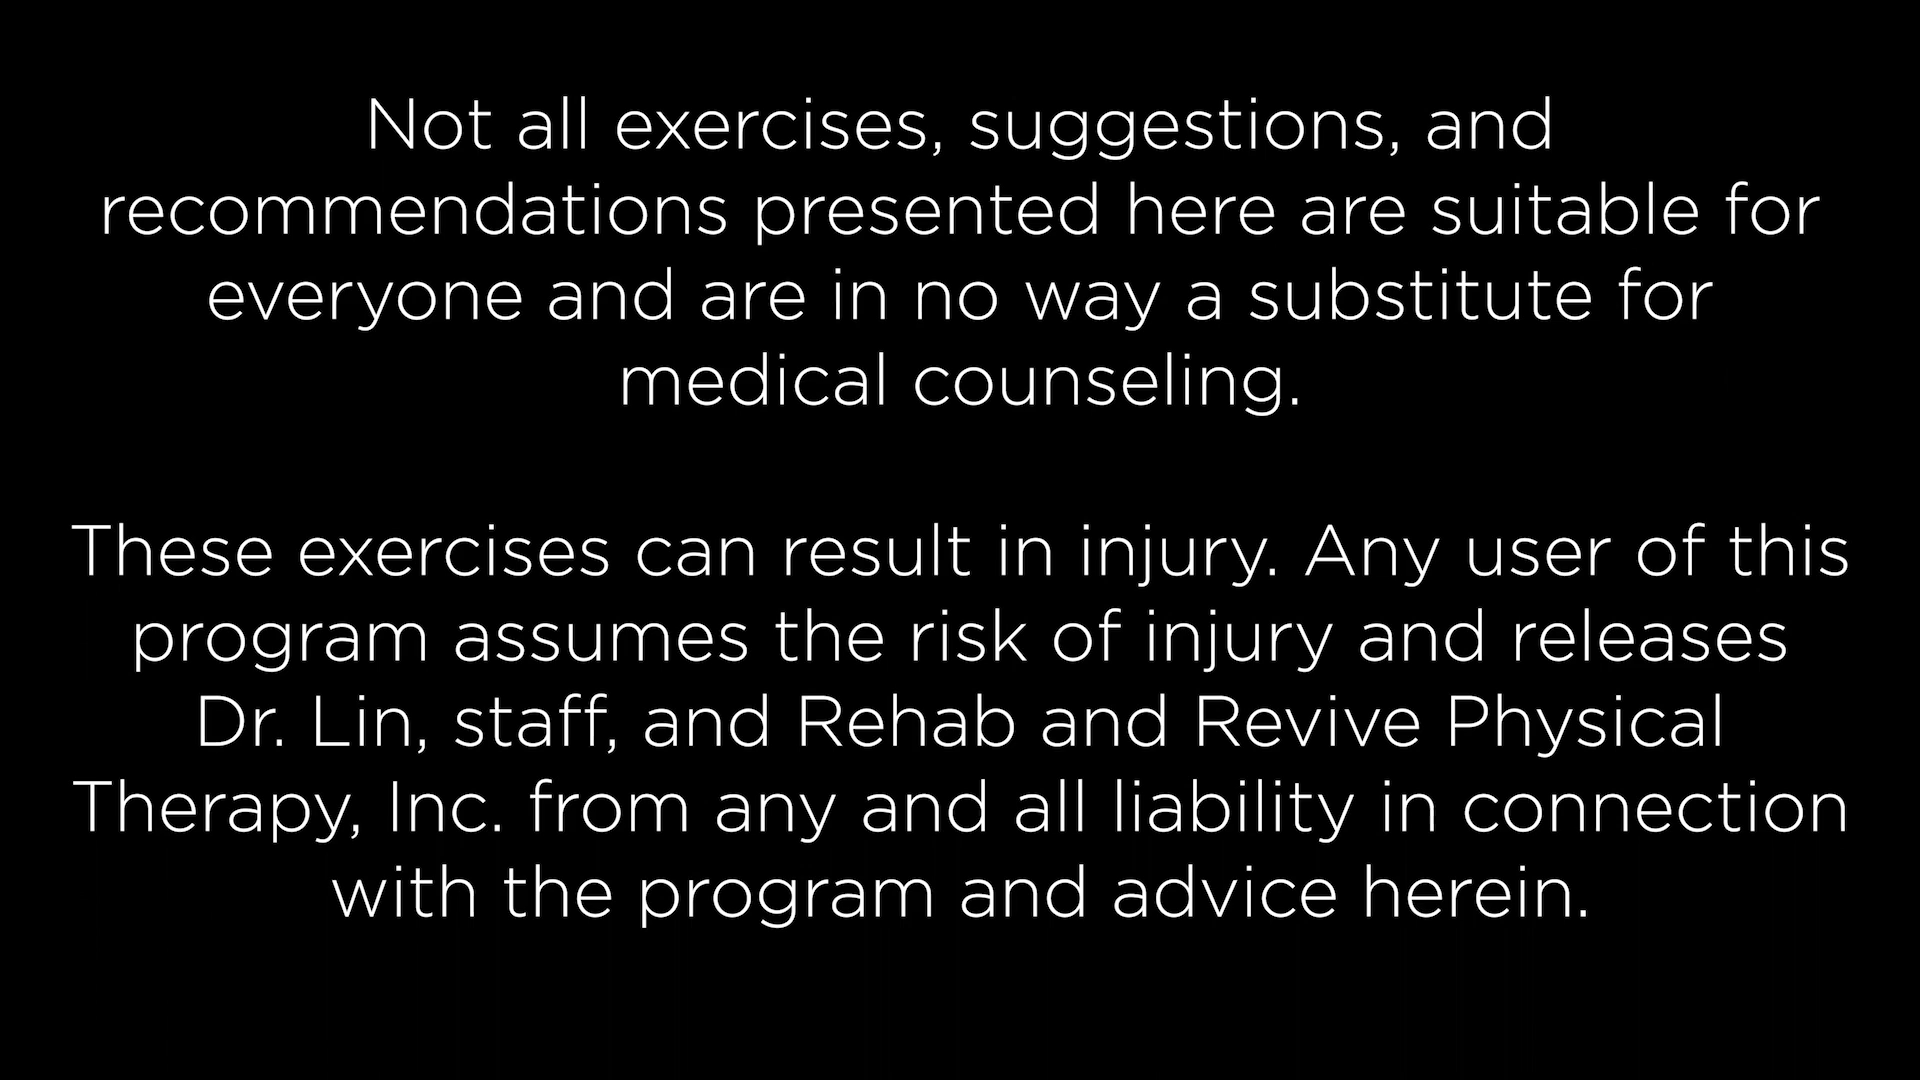 Not all exercises, suggestions, and
recommendations presented here are suitable for
everyone and are in no way a substitute for
medical counseling.
These exercises can result in injury. Any user of this
program assumes the risk of injury and releases
Dr. Lin, staff, and Rehab and Revive Physical
Therapy, Inc. from any and all liability in connection
with the program and advice herein.